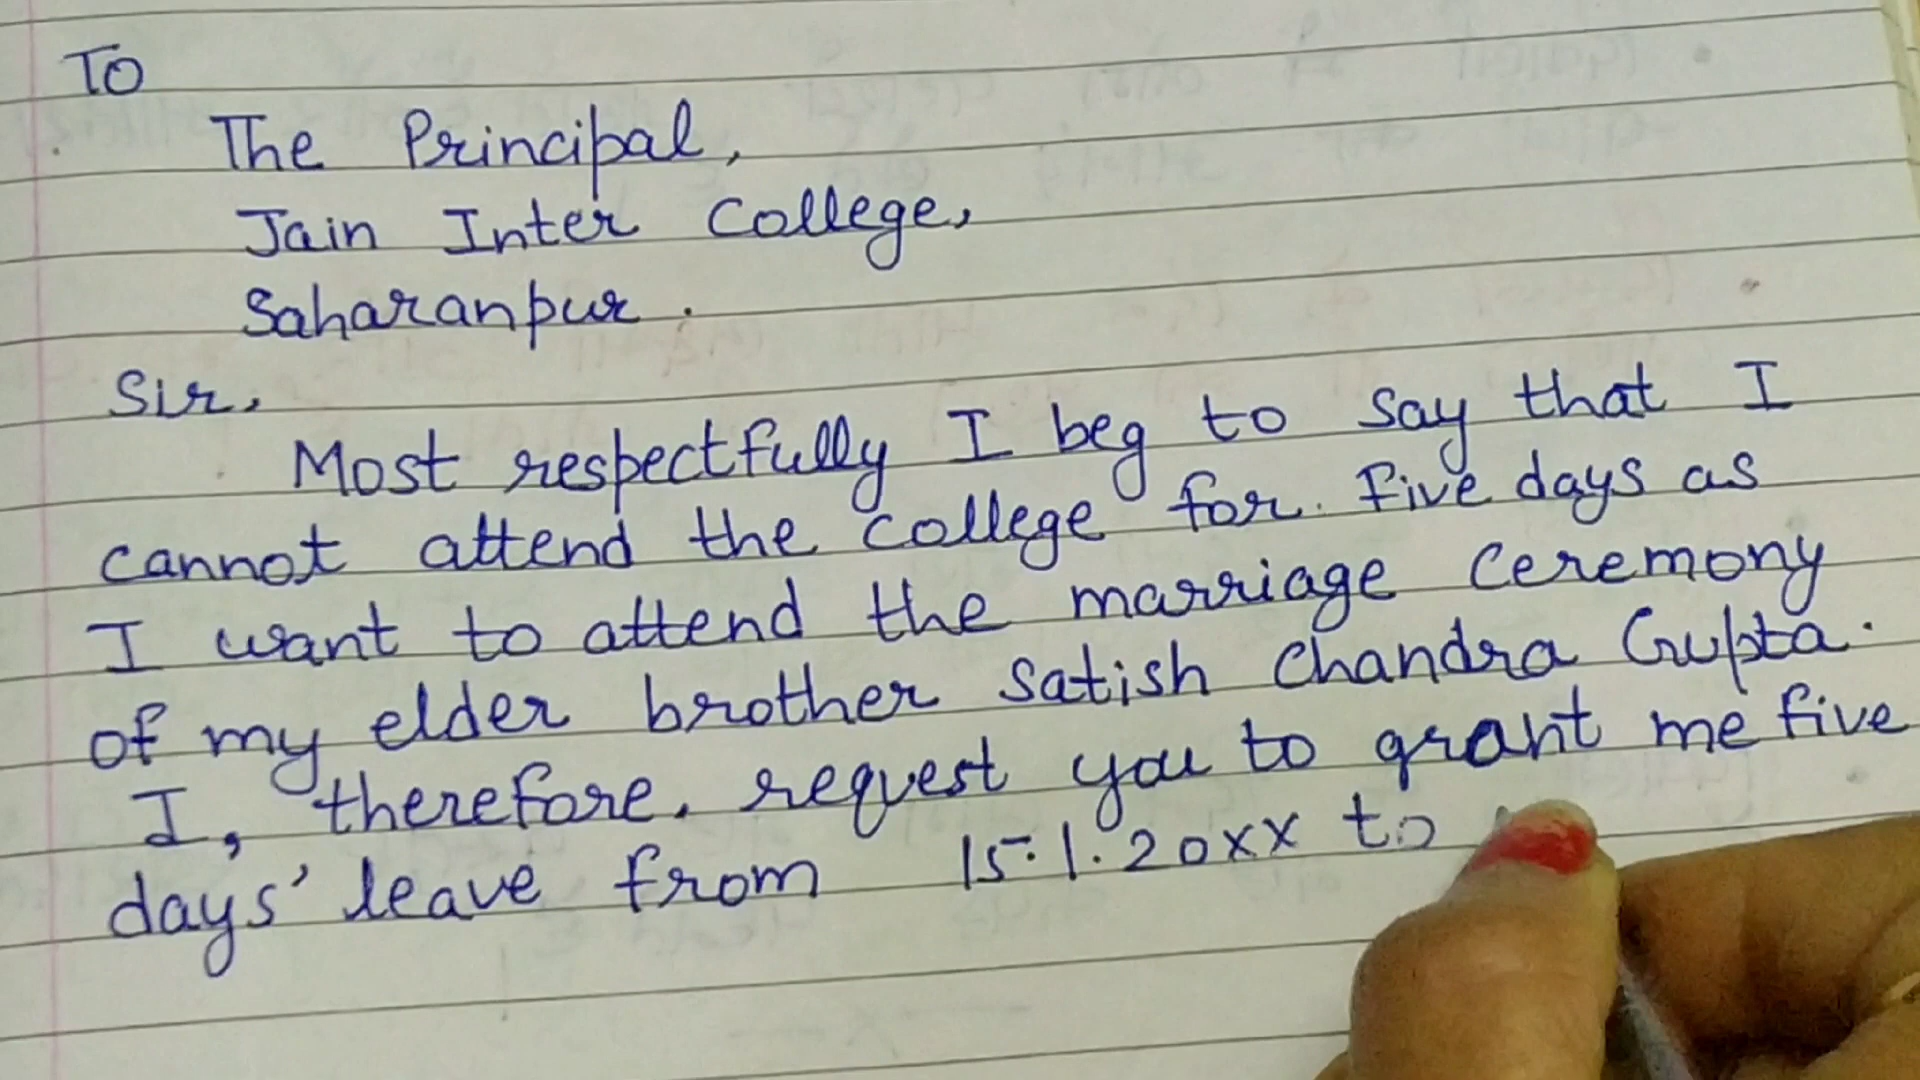 To
The Principal,
Jain Inter College,
Saharanpur.
Sir,
Most respectfully I beg to say that I
cannot attend the college for. five days as
I want to attend the marriage ceremony
of my elder brother Satish Chandra Gupta.
I, therefore, request you to grant me five
days' leave from 15.1.20xx to